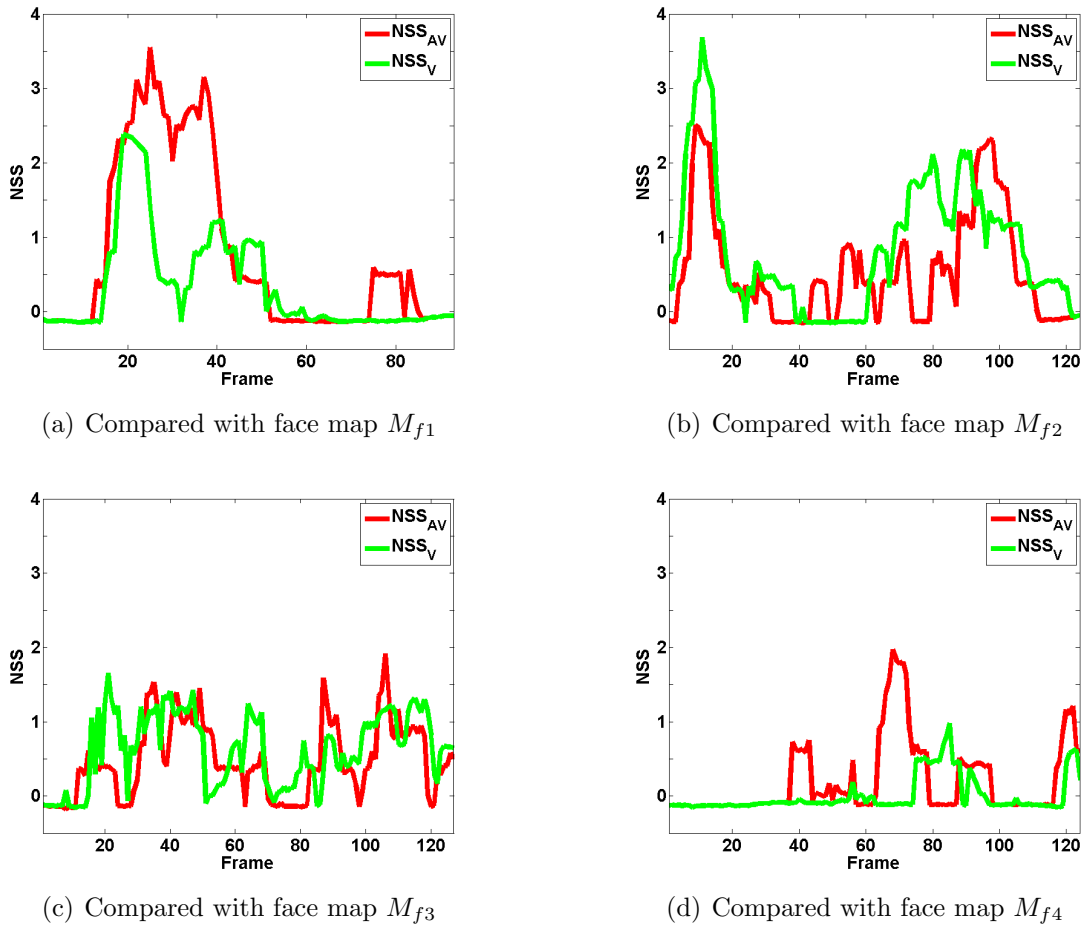 4
3
2
1
0
NSS
20 40 60 80
Frame
NSS_AV
NSS_V
(a) Compared with face map M_f1
4
3
2
1
0
NSS
20 40 60 80 100 120
Frame
NSS_AV
NSS_V
(b) Compared with face map M_f2
4
3
2
1
0
NSS
20 40 60 80 100 120
Frame
NSS_AV
NSS_V
(c) Compared with face map M_f3
4
3
2
1
0
NSS
20 40 60 80 100 120
Frame
NSS_AV
NSS_V
(d) Compared with face map M_f4